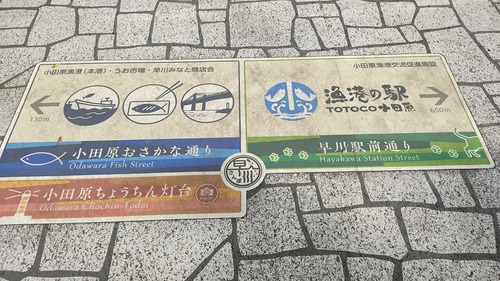 小田原漁港(本港)・うお市場・早川みなと商店会
130m
小田原おさかな通り
Odawara Fish Street
小田原ちょうちん灯台
Odawara Chochin-Todai
小田原漁港交流促進施設
漁港の駅
TOTOCO小田原
650m
早川駅前通り
Hayakawa Station Street
早川